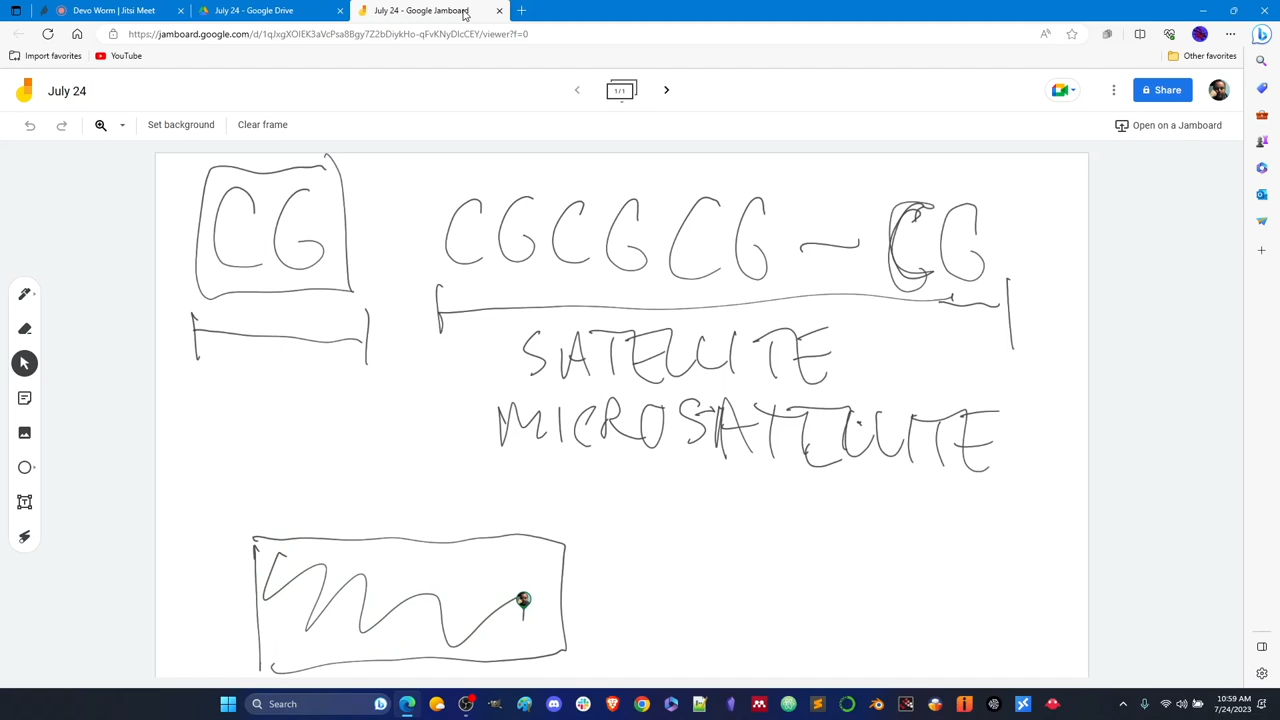 Devo Worm | Jitsi Meet
July 24 - Google Drive
July 24 - Google Jamboard
https://jamboard.google.com/d/1qJxgXOIEK3aVcPsa8Bgy7Z2bDiykHo-qFvKNyDlcCEY/viewer?f=0
Import favorites
YouTube
Other favorites
July 24
1/1
Share
Set background
Clear frame
Open on a Jamboard
CG CGCGCG ~ CG
SATELLITE
MICROSATELLITE
Search
10:59 AM
7/24/2023